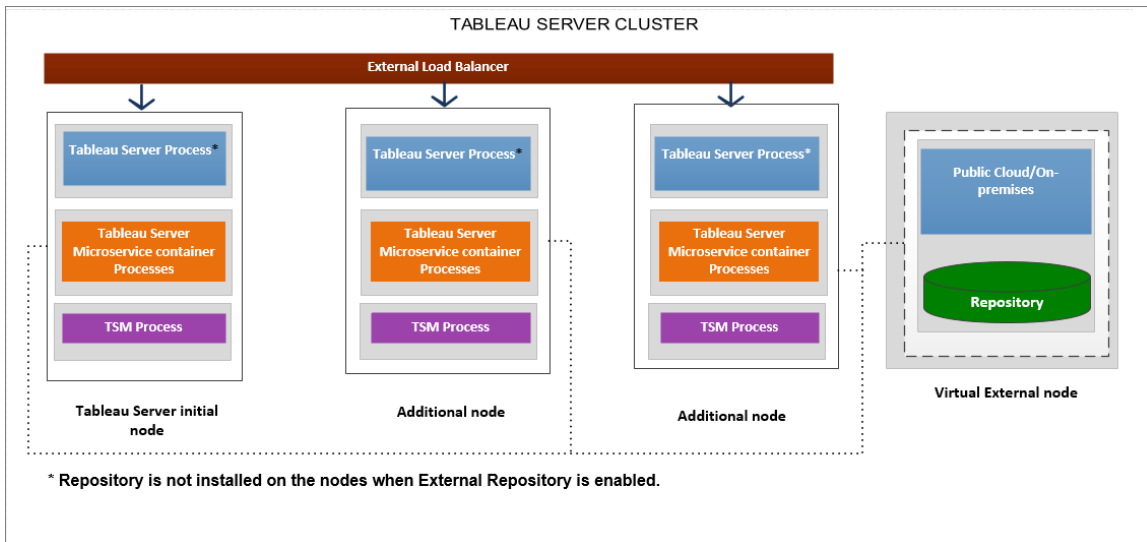 TABLEAU SERVER CLUSTER
External Load Balancer
Tableau Server Process*
Tableau Server
Microservice container
Processes
TSM Process
Tableau Server initial
node
Tableau Server Process*
Tableau Server
Microservice container
Processes
TSM Process
Additional node
Tableau Server Process*
Tableau Server
Microservice container
Processes
TSM Process
Additional node
Public Cloud/On-
premises
Repository
Virtual External node
* Repository is not installed on the nodes when External Repository is enabled.